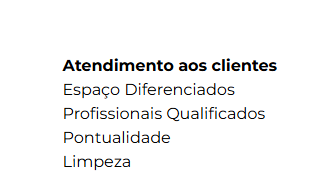 Atendimento aos clientes
Espaço Diferenciados
Profissionais Qualificados
Pontualidade
Limpeza